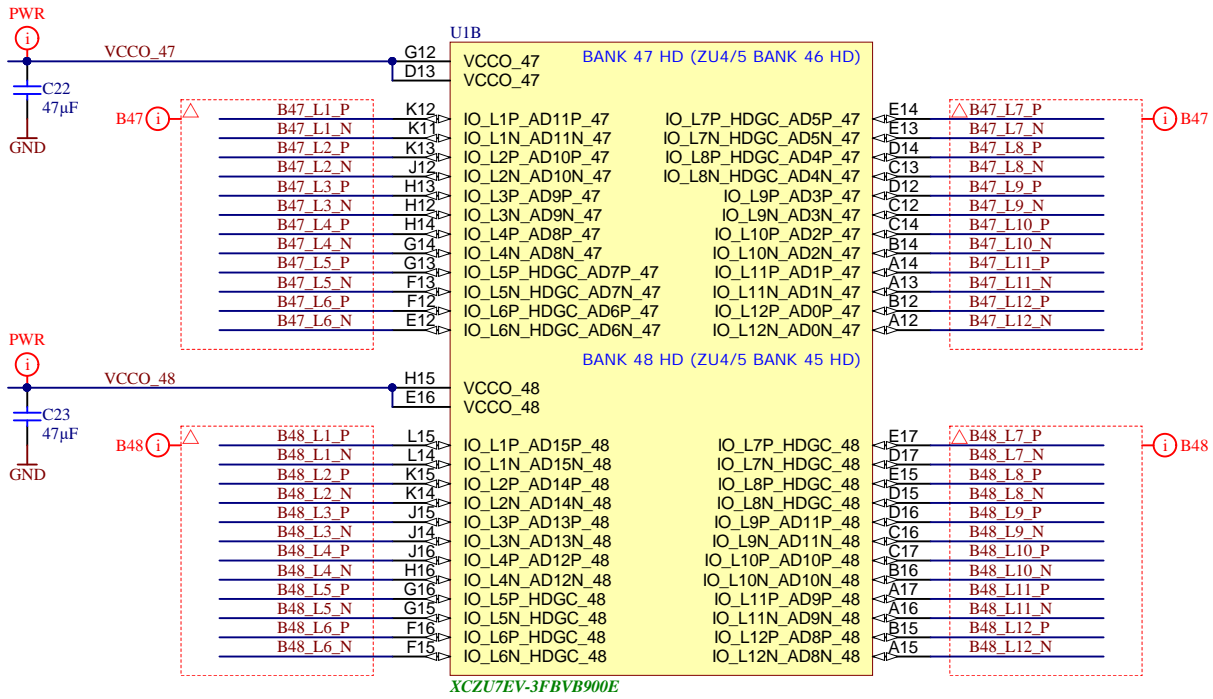 PWR
i
VCCO_47
C22
47µF
GND
U1B
BANK 47 HD (ZU4/5 BANK 46 HD)
G12 VCCO_47
D13 VCCO_47
B47 i
i B47
B47_L1_P K12 IO_L1P_AD11P_47 IO_L7P_HDGC_AD5P_47 E14 B47_L7_P
B47_L1_N K11 IO_L1N_AD11N_47 IO_L7N_HDGC_AD5N_47 E13 B47_L7_N
B47_L2_P K13 IO_L2P_AD10P_47 IO_L8P_HDGC_AD4P_47 D14 B47_L8_P
B47_L2_N J12 IO_L2N_AD10N_47 IO_L8N_HDGC_AD4N_47 C13 B47_L8_N
B47_L3_P H13 IO_L3P_AD9P_47 IO_L9P_AD3P_47 D12 B47_L9_P
B47_L3_N H12 IO_L3N_AD9N_47 IO_L9N_AD3N_47 C12 B47_L9_N
B47_L4_P H14 IO_L4P_AD8P_47 IO_L10P_AD2P_47 C14 B47_L10_P
B47_L4_N G14 IO_L4N_AD8N_47 IO_L10N_AD2N_47 B14 B47_L10_N
B47_L5_P G13 IO_L5P_HDGC_AD7P_47 IO_L11P_AD1P_47 A14 B47_L11_P
B47_L5_N F13 IO_L5N_HDGC_AD7N_47 IO_L11N_AD1N_47 A13 B47_L11_N
B47_L6_P F12 IO_L6P_HDGC_AD6P_47 IO_L12P_AD0P_47 B12 B47_L12_P
B47_L6_N E12 IO_L6N_HDGC_AD6N_47 IO_L12N_AD0N_47 A12 B47_L12_N
PWR
i
VCCO_48
C23
47µF
GND
BANK 48 HD (ZU4/5 BANK 45 HD)
H15 VCCO_48
E16 VCCO_48
B48 i
i B48
B48_L1_P L15 IO_L1P_AD15P_48 IO_L7P_HDGC_48 E17 B48_L7_P
B48_L1_N L14 IO_L1N_AD15N_48 IO_L7N_HDGC_48 D17 B48_L7_N
B48_L2_P K15 IO_L2P_AD14P_48 IO_L8P_HDGC_48 E15 B48_L8_P
B48_L2_N K14 IO_L2N_AD14N_48 IO_L8N_HDGC_48 D15 B48_L8_N
B48_L3_P J15 IO_L3P_AD13P_48 IO_L9P_AD11P_48 D16 B48_L9_P
B48_L3_N J14 IO_L3N_AD13N_48 IO_L9N_AD11N_48 C16 B48_L9_N
B48_L4_P J16 IO_L4P_AD12P_48 IO_L10P_AD10P_48 C17 B48_L10_P
B48_L4_N H16 IO_L4N_AD12N_48 IO_L10N_AD10N_48 B16 B48_L10_N
B48_L5_P G16 IO_L5P_HDGC_48 IO_L11P_AD9P_48 A17 B48_L11_P
B48_L5_N G15 IO_L5N_HDGC_48 IO_L11N_AD9N_48 A16 B48_L11_N
B48_L6_P F16 IO_L6P_HDGC_48 IO_L12P_AD8P_48 B15 B48_L12_P
B48_L6_N F15 IO_L6N_HDGC_48 IO_L12N_AD8N_48 A15 B48_L12_N
XCZU7EV-3FBVB900E